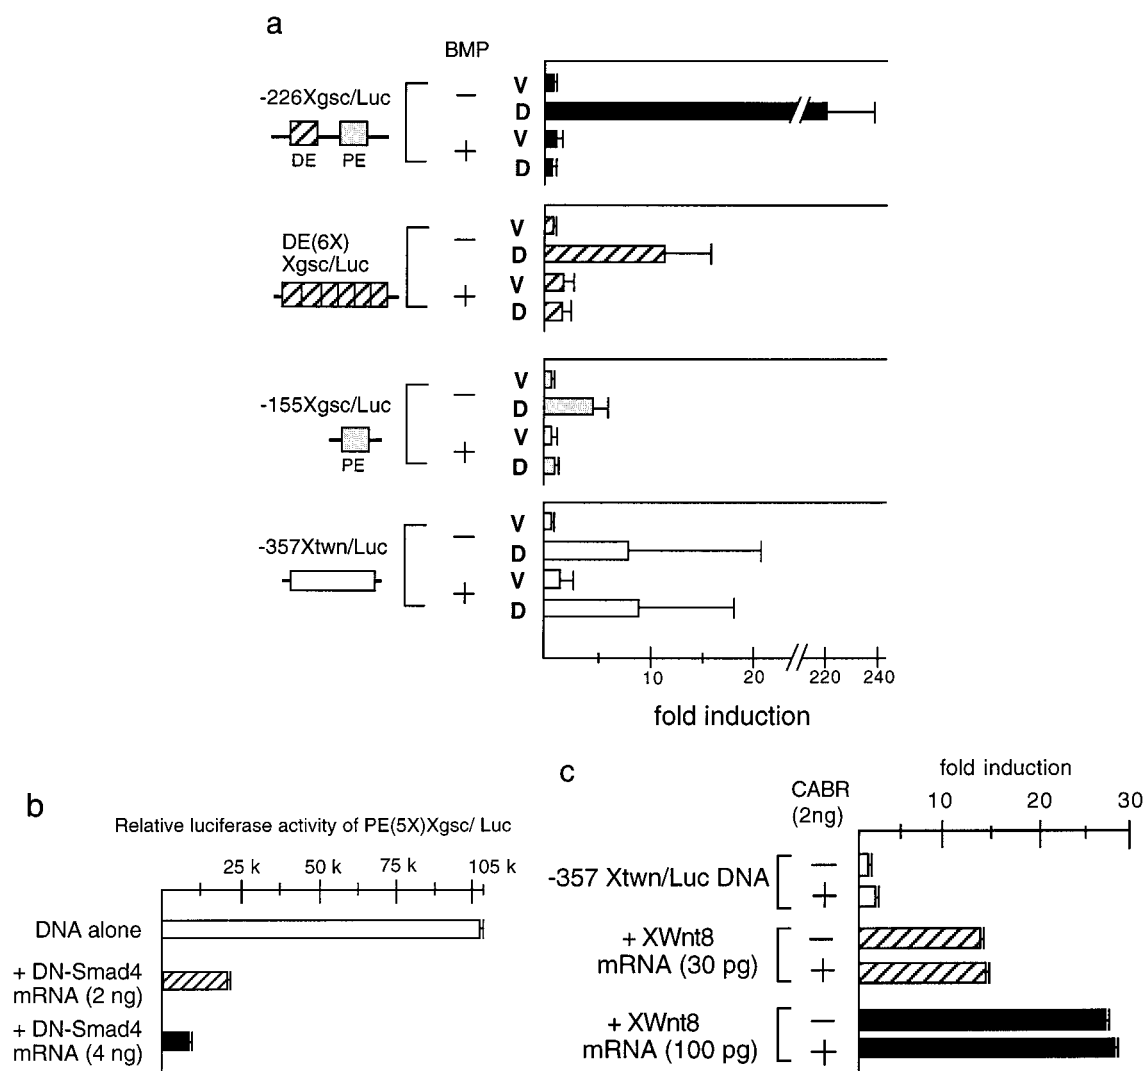 a
BMP
-226Xgsc/Luc
DE PE
−
+
V
D
V
D
DE(6X)
Xgsc/Luc
−
+
V
D
V
D
-155Xgsc/Luc
PE
−
+
V
D
V
D
-357Xtwn/Luc
−
+
V
D
V
D
10 20 220 240
fold induction
b
Relative luciferase activity of PE(5X)Xgsc/ Luc
25 k 50 k 75 k 105 k
DNA alone
+ DN-Smad4
mRNA (2 ng)
+ DN-Smad4
mRNA (4 ng)
c
fold induction
CABR
(2ng)
10 20 30
-357 Xtwn/Luc DNA
−
+
+ XWnt8
mRNA (30 pg)
−
+
+ XWnt8
mRNA (100 pg)
−
+